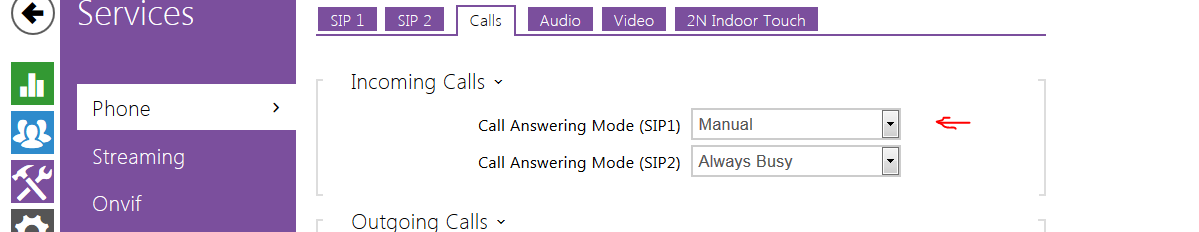 Services
SIP 1 SIP 2 Calls Audio Video 2N Indoor Touch
Incoming Calls
Phone
Call Answering Mode (SIP1) Manual
Call Answering Mode (SIP2) Always Busy
Streaming
Onvif
Outgoing Calls